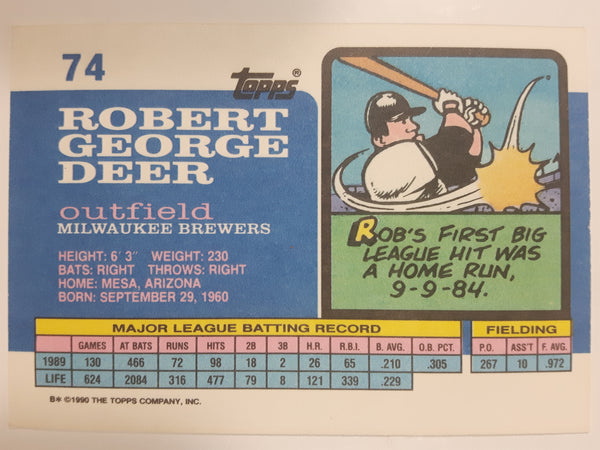 74
Topps®
ROBERT
GEORGE
DEER
outfield
MILWAUKEE BREWERS
HEIGHT: 6' 3" WEIGHT: 230
BATS: RIGHT THROWS: RIGHT
HOME: MESA, ARIZONA
BORN: SEPTEMBER 29, 1960
ROB'S FIRST BIG
LEAGUE HIT WAS
A HOME RUN,
9-9-84.
MAJOR LEAGUE BATTING RECORD FIELDING
GAMES AT BATS RUNS HITS 2B 3B H.R. R.B.I. B. AVG. O.B. PCT. P.O. ASS'T F. AVG.
1989 130 466 72 98 18 2 26 65 .210 .305 267 10 .972
LIFE 624 2084 316 477 79 8 121 339 .229
B* ©1990 THE TOPPS COMPANY, INC.